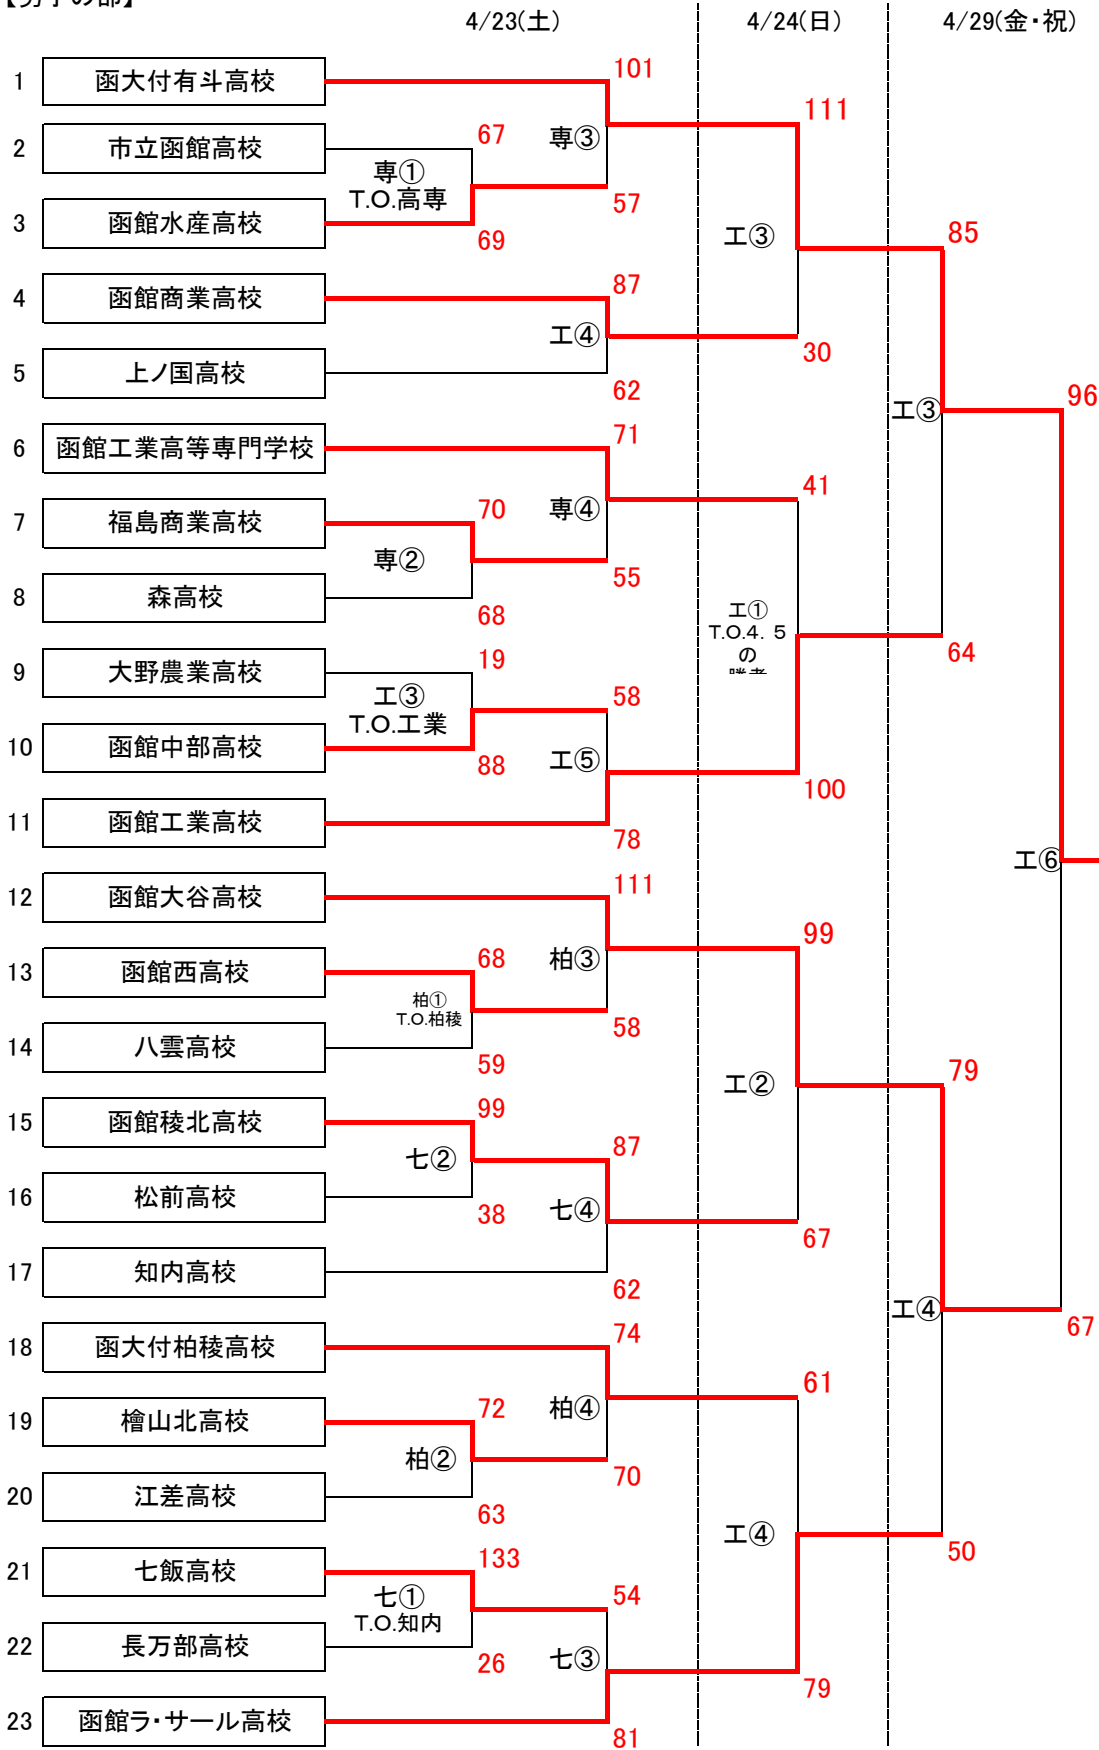 【男子の部】
4/23(土) 4/24(日) 4/29(金・祝)
1 函大付有斗高校 101
111
2 市立函館高校 67 専③
専①
T.O.高専
57
3 函館水産高校 69 工③ 85
4 函館商業高校 87
工④ 30
5 上ノ国高校 62
工③ 96
6 函館工業高等専門学校 71
41
7 福島商業高校 70 専④
専②
55
8 森高校 68
工①
T.O.4．5
の
64
9 大野農業高校 19
工③ 58
T.O.工業
10 函館中部高校 88 工⑤
100
11 函館工業高校 78
工⑥
12 函館大谷高校 111
99
13 函館西高校 68 柏③
柏①
T.O.柏稜
58
14 八雲高校 59
工② 79
15 函館稜北高校 99
七② 87
16 松前高校 38 七④
67
17 知内高校 62
工④ 67
18 函大付柏稜高校 74
61
19 檜山北高校 72 柏④
柏②
70
20 江差高校 63
工④ 50
21 七飯高校 133
七① 54
T.O.知内
22 長万部高校 26 七③
79
23 函館ラ・サール高校 81